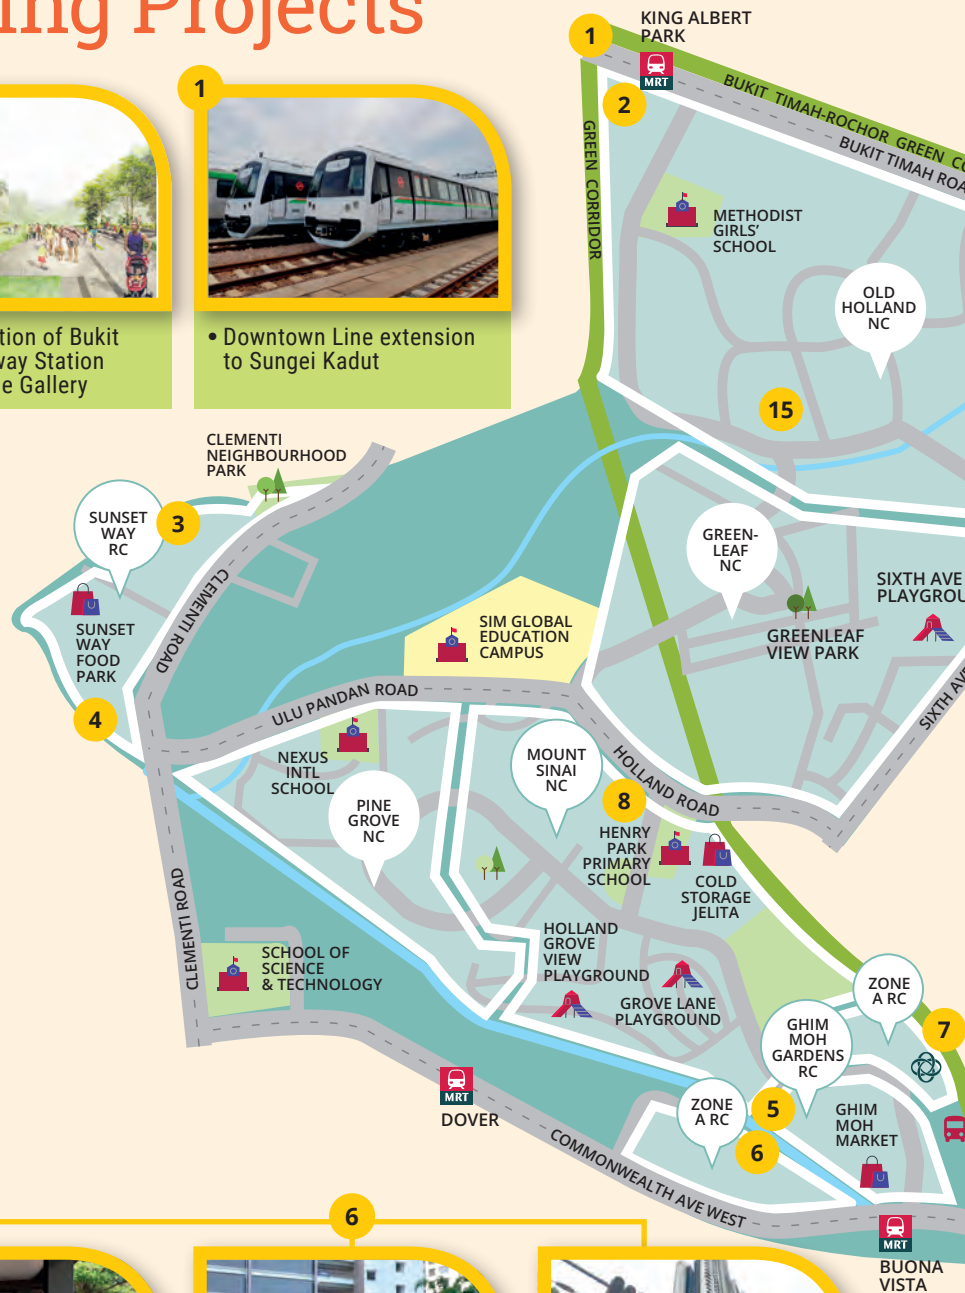 ing Projects
1
tion of Bukit
way Station
e Gallery
• Downtown Line extension
to Sungei Kadut
KING ALBERT
PARK
1
MRT
2
BUKIT TIMAH-ROCHOR GREEN CO
BUKIT TIMAH ROA
GREEN CORRIDOR
METHODIST
GIRLS'
SCHOOL
OLD
HOLLAND
NC
15
CLEMENTI
NEIGHBOURHOOD
PARK
SUNSET
WAY
RC
3
GREEN-
LEAF
NC
SIXTH AVE
PLAYGROU
CLEMENTI ROAD
SUNSET
WAY
FOOD
PARK
SIM GLOBAL
EDUCATION
CAMPUS
GREENLEAF
VIEW PARK
SIXTH AVE
4
ULU PANDAN ROAD
NEXUS
INTL
SCHOOL
MOUNT
SINAI
NC
HOLLAND ROAD
8
PINE
GROVE
NC
HENRY
PARK
PRIMARY
SCHOOL
COLD
STORAGE
JELITA
CLEMENTI ROAD
SCHOOL OF
SCIENCE
& TECHNOLOGY
HOLLAND
GROVE
VIEW
PLAYGROUND
GROVE LANE
PLAYGROUND
ZONE
A RC
GHIM
MOH
GARDENS
RC
7
MRT
DOVER
ZONE
A RC
5
6
GHIM
MOH
MARKET
COMMONWEALTH AVE WEST
MRT
BUONA
VISTA
6